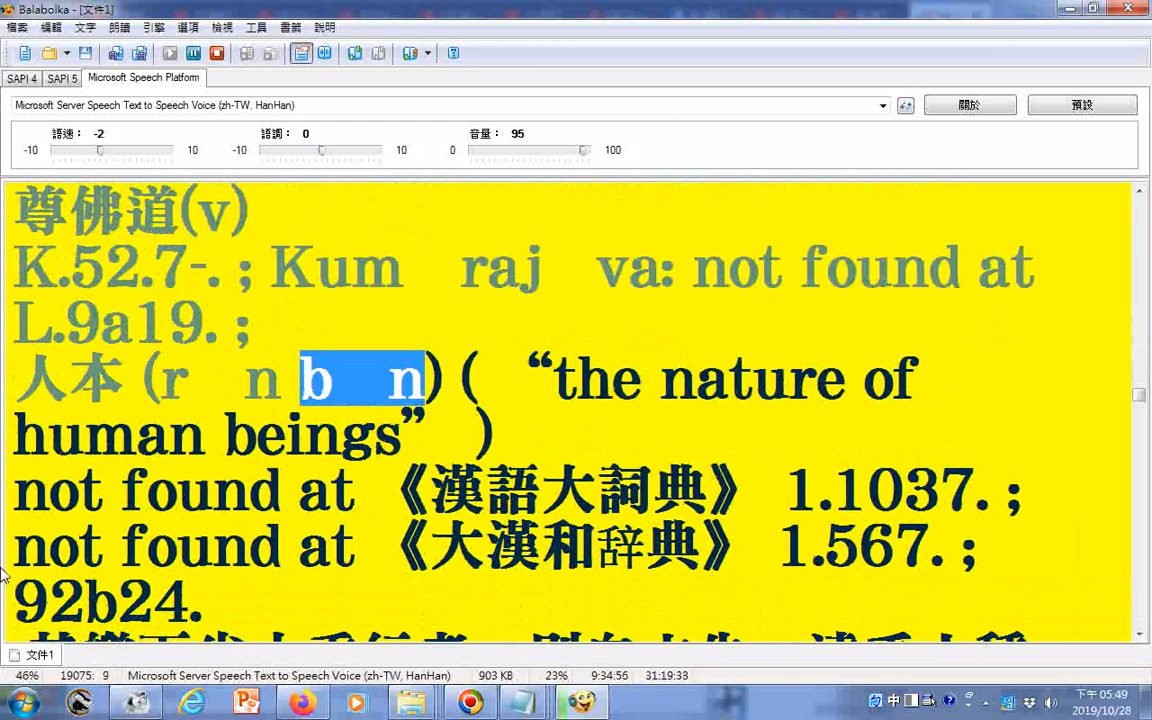 Balabolka - [文件1]
檔案 編輯 文字 朗讀 引擎 選項 檢視 工具 書籤 說明
SAPI 4 SAPI 5 Microsoft Speech Platform
Microsoft Server Speech Text to Speech Voice (zh-TW, HanHan) 關於 預設
語速： -2 語調： 0 音量： 95
-10 10 -10 10 0 100
尊佛道(v)
K.52.7-. ; Kum raj va: not found at
L.9a19. ;
人本 (r n b n) ( “the nature of
human beings” )
not found at 《漢語大詞典》 1.1037. ;
not found at 《大漢和辞典》 1.567. ;
92b24.
文件1
46% 19075: 9 Microsoft Server Speech Text to Speech Voice (zh-TW, HanHan) 903 KB 23% 9:34:56 31:19:33
中 下午 05:49
2019/10/28